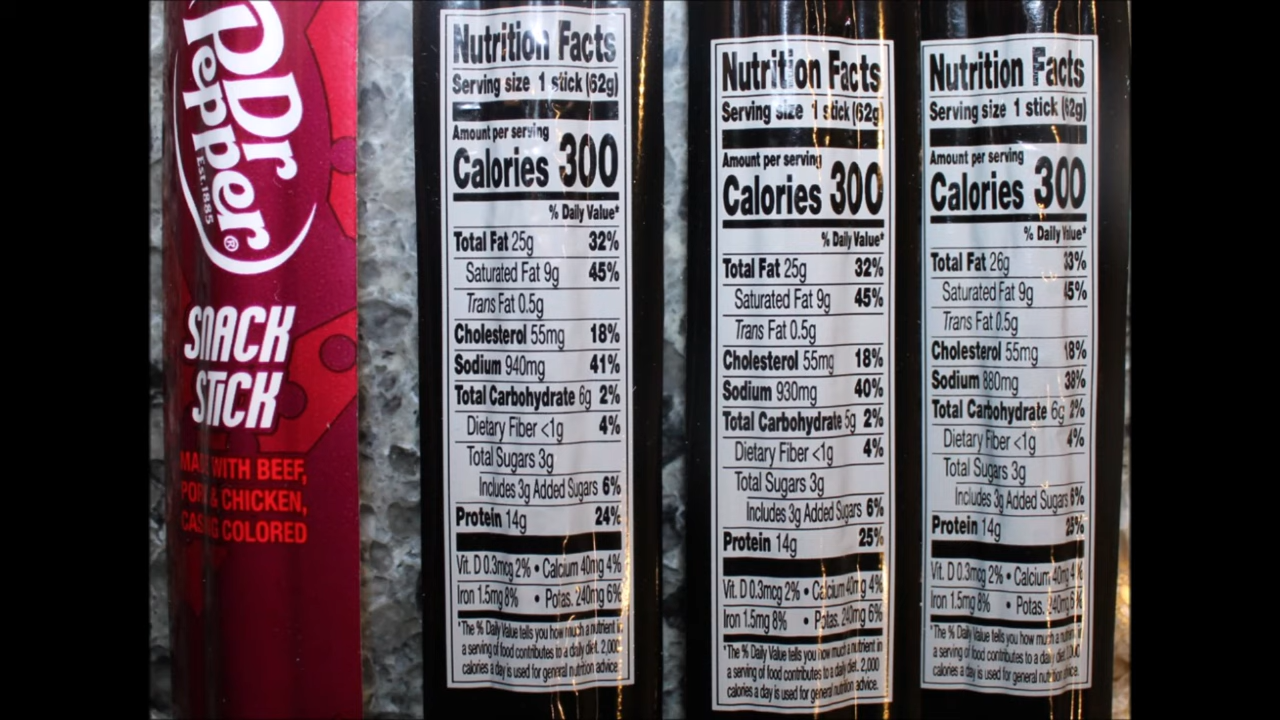 Dr
Pepper
Est. 1885
®
SNACK
STICK
MADE WITH BEEF,
PORK & CHICKEN,
CASING COLORED
Nutrition Facts
Serving size 1 stick (62g)
Amount per serving
Calories 300
% Daily Value*
Total Fat 25g 32%
Saturated Fat 9g 45%
Trans Fat 0.5g
Cholesterol 55mg 18%
Sodium 940mg 41%
Total Carbohydrate 6g 2%
Dietary Fiber <1g 4%
Total Sugars 3g
Includes 3g Added Sugars 6%
Protein 14g 24%
Vit. D 0.3mcg 2% • Calcium 40mg 4%
Iron 1.5mg 8% • Potas. 240mg 6%
*The % Daily Value tells you how much a nutrient in
a serving of food contributes to a daily diet. 2,000
calories a day is used for general nutrition advice.
Nutrition Facts
Serving size 1 stick (62g)
Amount per serving
Calories 300
% Daily Value*
Total Fat 25g 32%
Saturated Fat 9g 45%
Trans Fat 0.5g
Cholesterol 55mg 18%
Sodium 930mg 40%
Total Carbohydrate 5g 2%
Dietary Fiber <1g 4%
Total Sugars 3g
Includes 3g Added Sugars 6%
Protein 14g 25%
Vit. D 0.3mcg 2% • Calcium 40mg 4%
Iron 1.5mg 8% • Potas. 240mg 6%
*The % Daily Value tells you how much a nutrient in
a serving of food contributes to a daily diet. 2,000
calories a day is used for general nutrition advice.
Nutrition Facts
Serving size 1 stick (62g)
Amount per serving
Calories 300
% Daily Value*
Total Fat 26g 33%
Saturated Fat 9g 45%
Trans Fat 0.5g
Cholesterol 55mg 18%
Sodium 880mg 38%
Total Carbohydrate 6g 2%
Dietary Fiber <1g 4%
Total Sugars 3g
Includes 3g Added Sugars 6%
Protein 14g 25%
Vit. D 0.3mcg 2% • Calcium 40mg 4%
Iron 1.5mg 8% • Potas. 240mg 6%
*The % Daily Value tells you how much a nutrient in
a serving of food contributes to a daily diet. 2,000
calories a day is used for general nutrition advice.